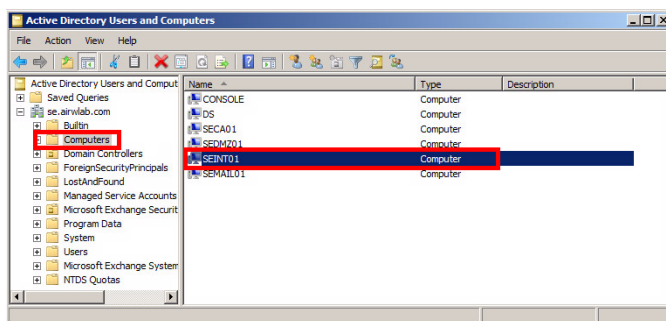 Active Directory Users and Computers
File Action View Help
Active Directory Users and Comput
Saved Queries
se.airwlab.com
Builtin
Computers
Domain Controllers
ForeignSecurityPrincipals
LostAndFound
Managed Service Accounts
Microsoft Exchange Securit
Program Data
System
Users
Microsoft Exchange System
NTDS Quotas
Name Type Description
CONSOLE Computer
DS Computer
SECA01 Computer
SEDMZ01 Computer
SEINT01 Computer
SEMAIL01 Computer